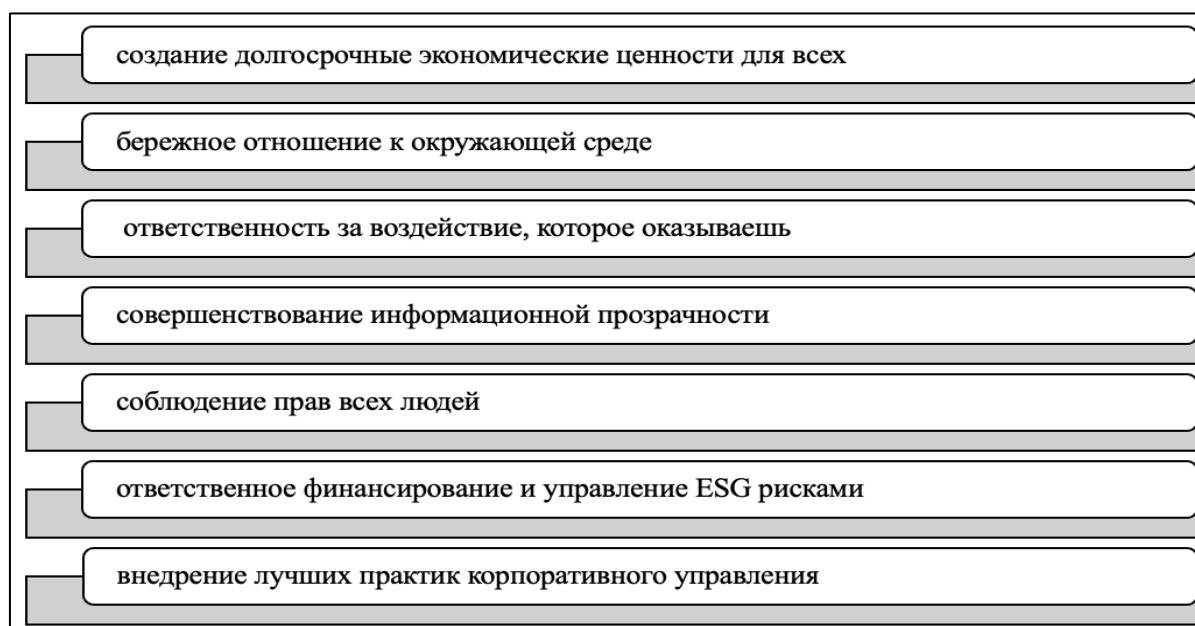 создание долгосрочные экономические ценности для всех
бережное отношение к окружающей среде
ответственность за воздействие, которое оказываешь
совершенствование информационной прозрачности
соблюдение прав всех людей
ответственное финансирование и управление ESG рисками
внедрение лучших практик корпоративного управления